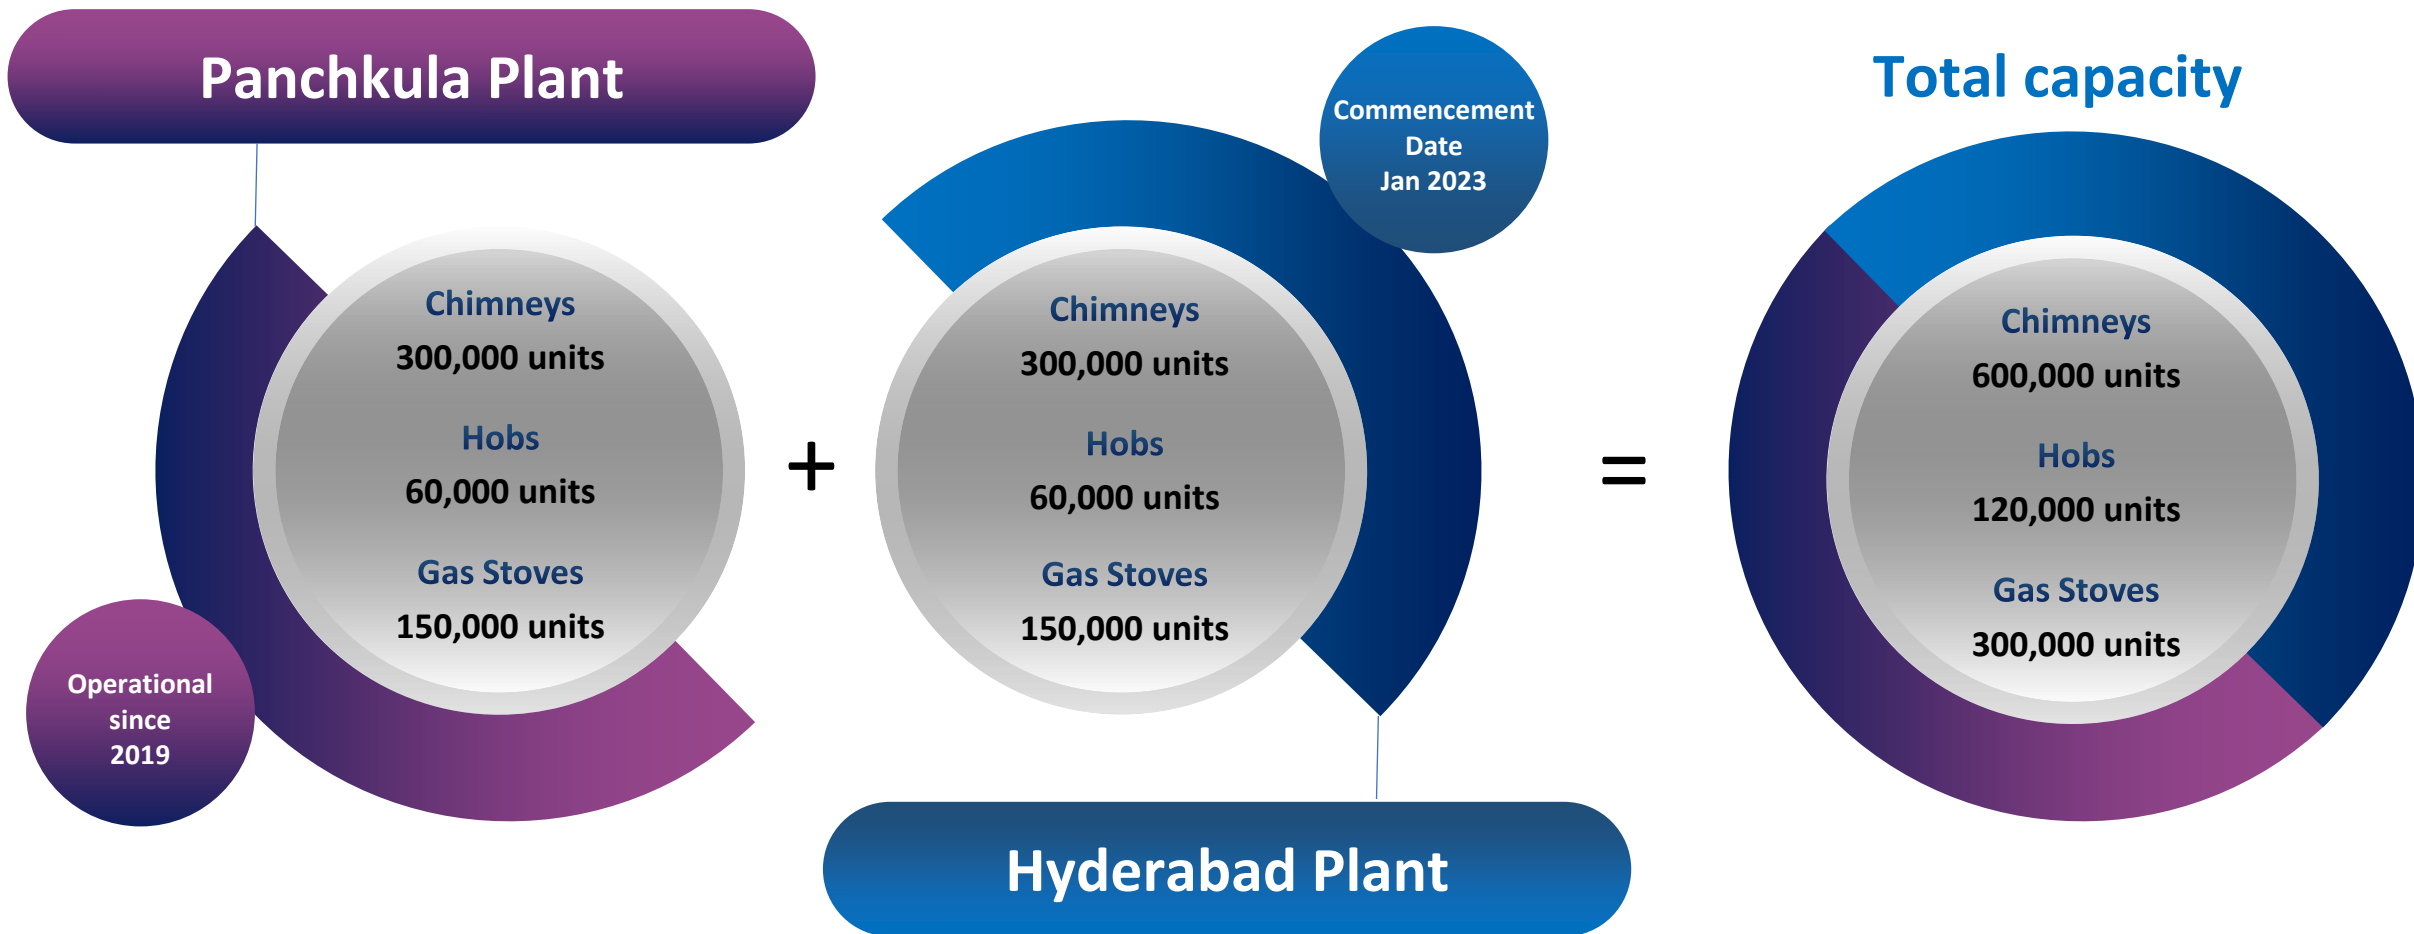 Panchkula Plant
Chimneys
300,000 units
Hobs
60,000 units
Gas Stoves
150,000 units
Operational
since
2019
+
Commencement
Date
Jan 2023
Chimneys
300,000 units
Hobs
60,000 units
Gas Stoves
150,000 units
Hyderabad Plant
=
Total capacity
Chimneys
600,000 units
Hobs
120,000 units
Gas Stoves
300,000 units